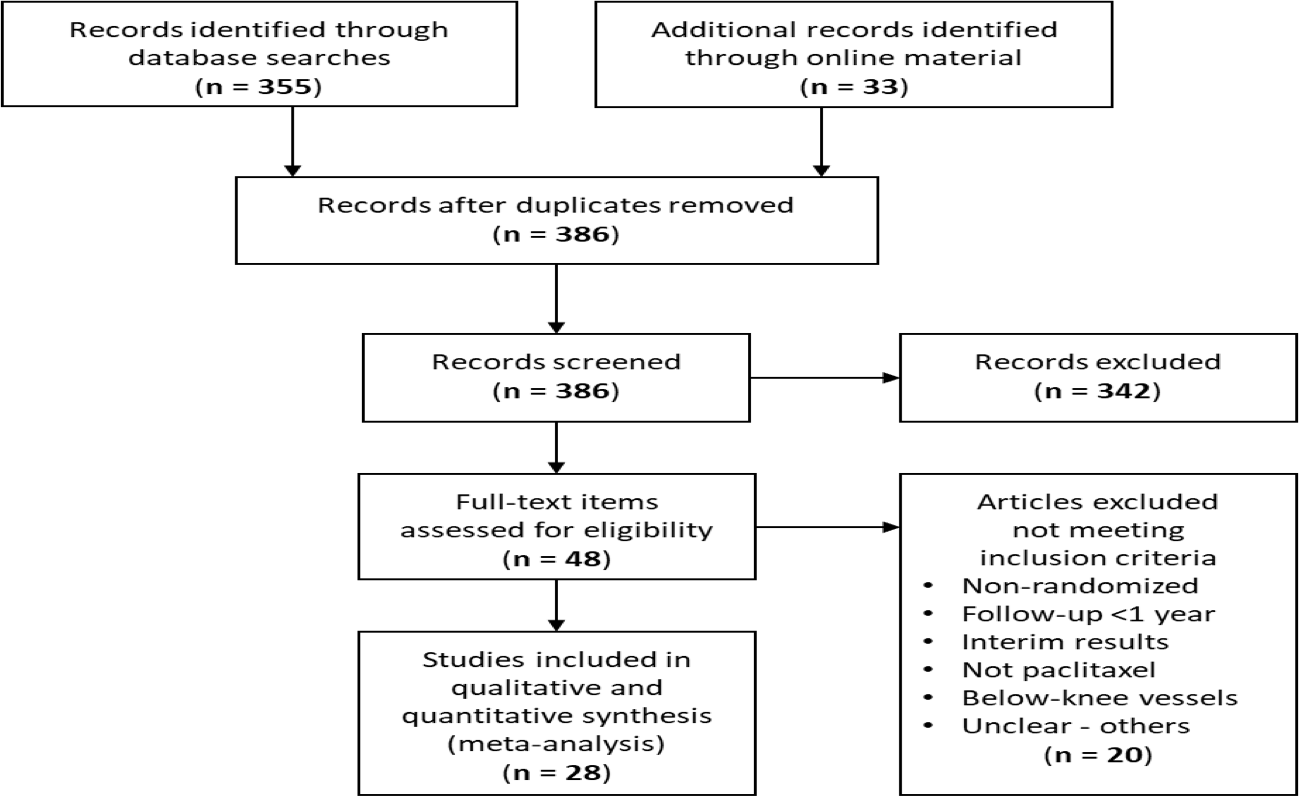 Records identified through
database searches
(n = 355)
Additional records identified
through online material
(n = 33)
Records after duplicates removed
(n = 386)
Records screened
(n = 386)
Records excluded
(n = 342)
Full-text items
assessed for eligibility
(n = 48)
Articles excluded
not meeting
inclusion criteria
• Non-randomized
• Follow-up <1 year
• Interim results
• Not paclitaxel
• Below-knee vessels
• Unclear - others
(n = 20)
Studies included in
qualitative and
quantitative synthesis
(meta-analysis)
(n = 28)